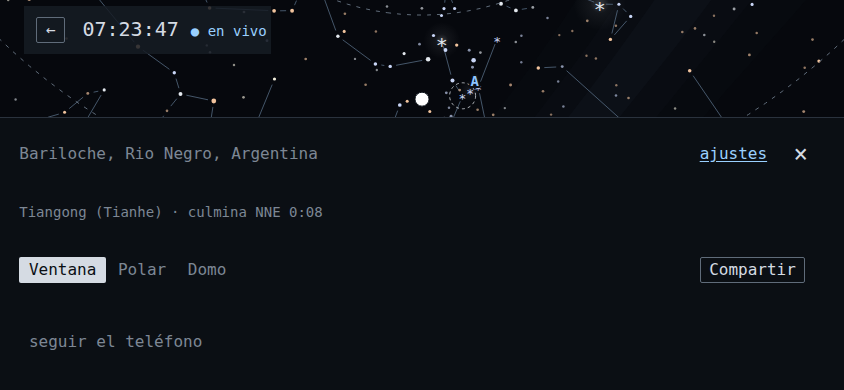 ← 07:23:47 ● en vivo
A
Bariloche, Rio Negro, Argentina ajustes ×
Tiangong (Tianhe) · culmina NNE 0:08
Ventana Polar Domo Compartir
seguir el teléfono